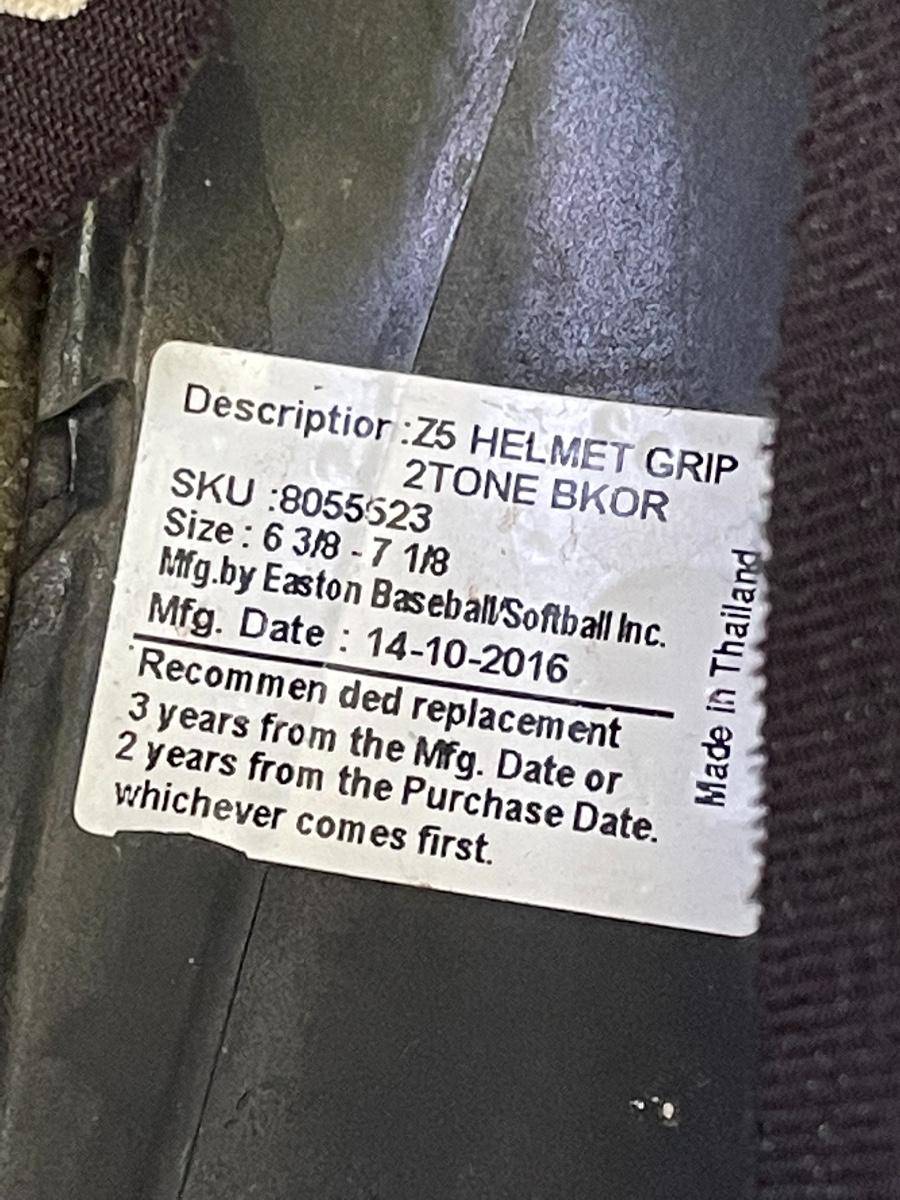 Description :Z5 HELMET GRIP
2TONE BKOR
SKU :8055523
Size : 6 3/8 - 7 1/8
Mfg.by Easton Baseball/Softball Inc.
Mfg. Date : 14-10-2016
Recommen ded replacement
3 years from the Mfg. Date or
2 years from the Purchase Date.
whichever comes first.
Made in Thailand